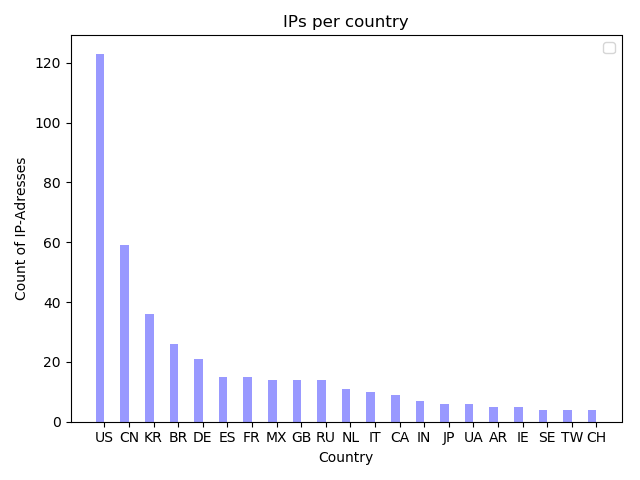 IPs per country
120
100
80
60
40
20
0
Count of IP-Adresses
US CN KR BR DE ES FR MX GB RU NL IT CA IN JP UA AR IE SE TW CH
Country